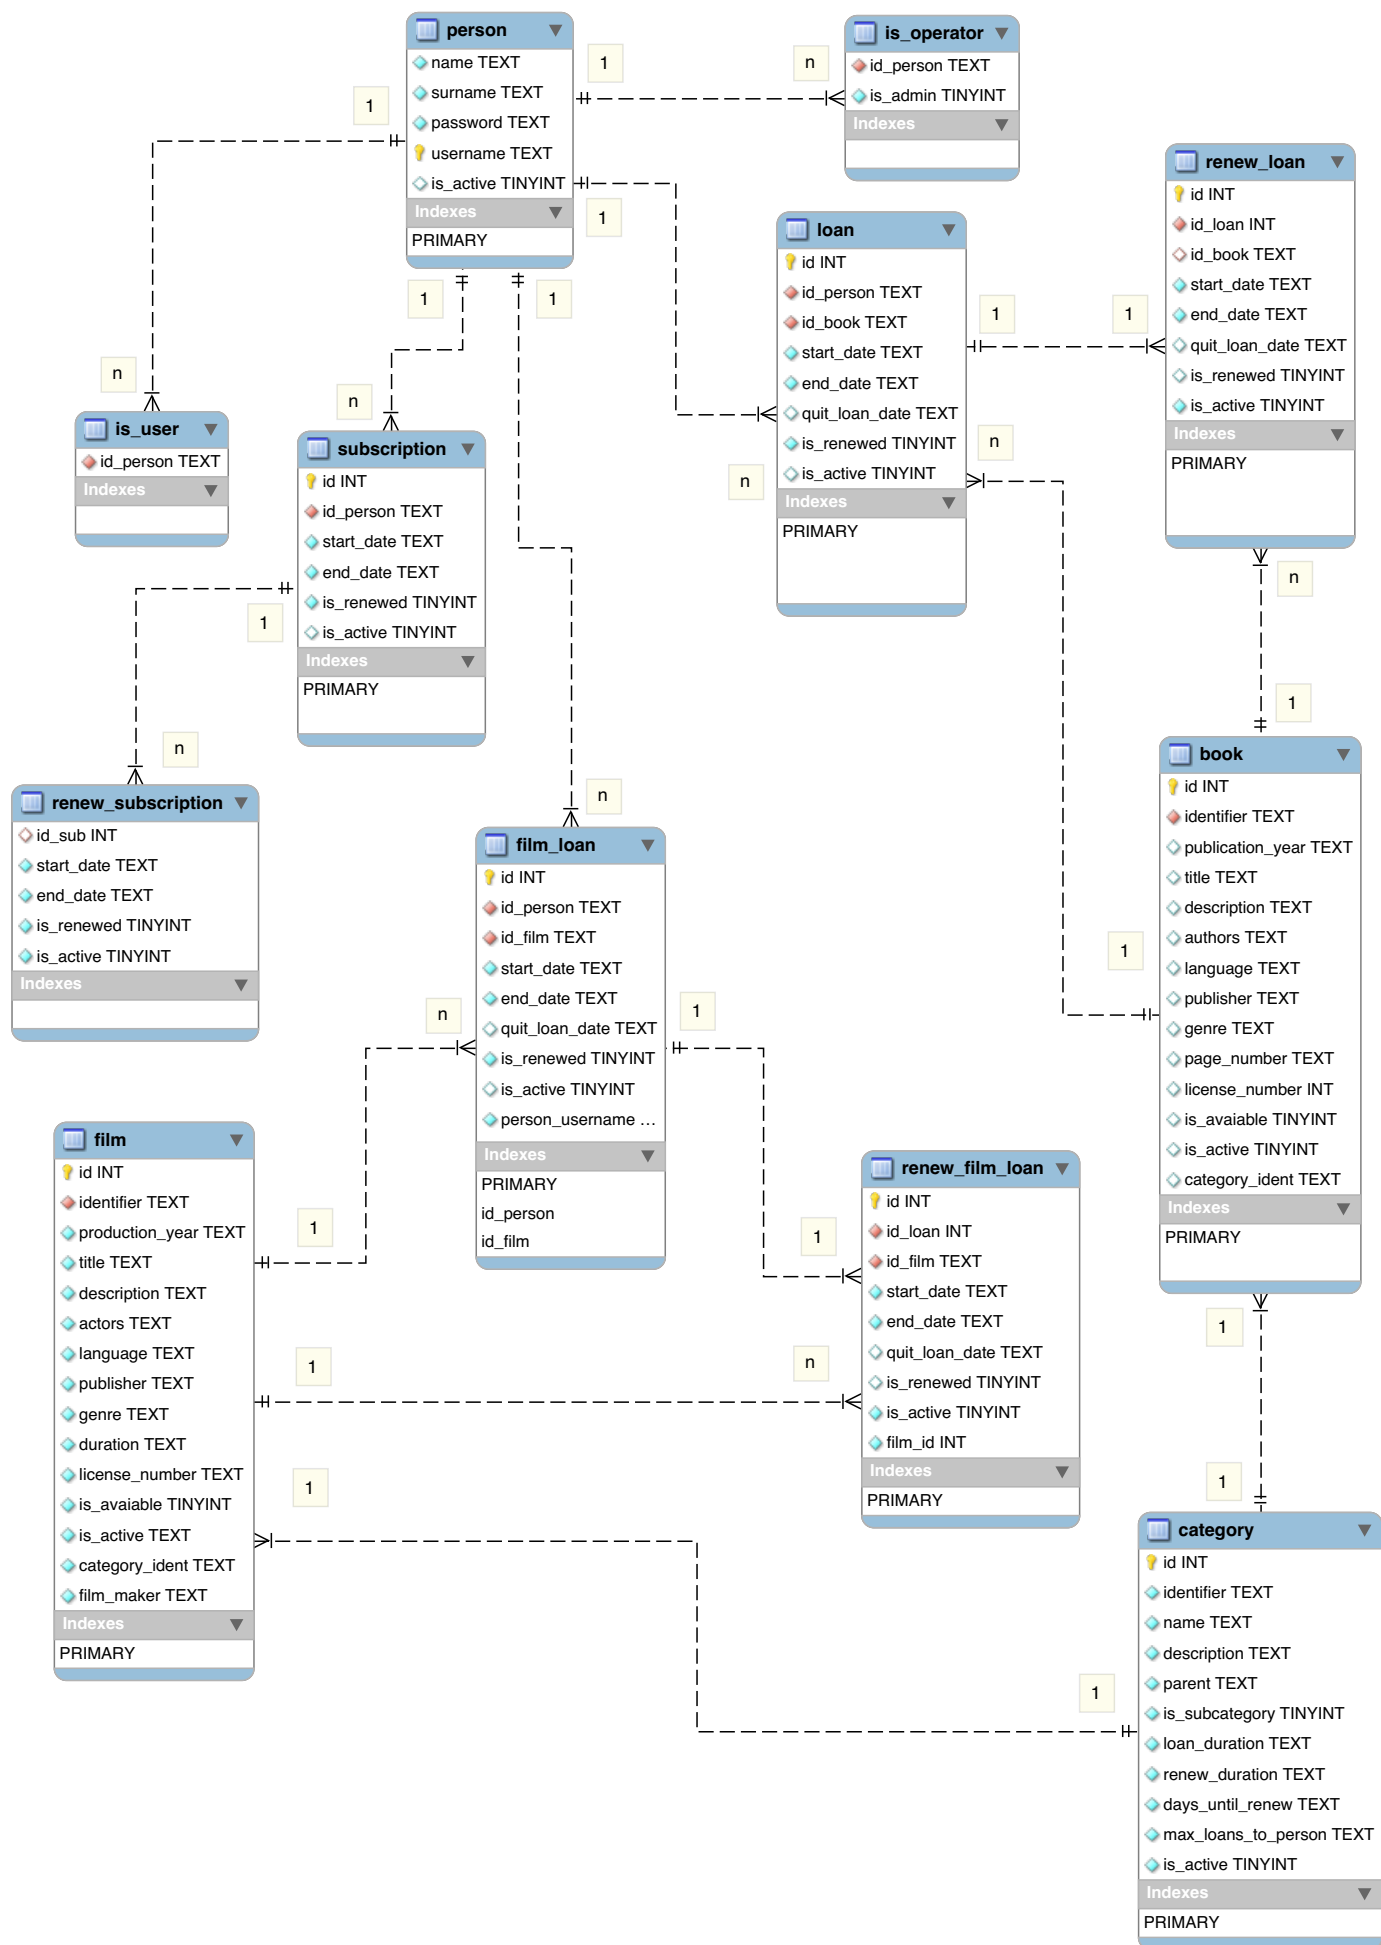 person
name TEXT
surname TEXT
password TEXT
username TEXT
is_active TINYINT
Indexes
PRIMARY
1
n
is_operator
id_person TEXT
is_admin TINYINT
Indexes
1
n
is_user
id_person TEXT
Indexes
1
n
subscription
id INT
id_person TEXT
start_date TEXT
end_date TEXT
is_renewed TINYINT
is_active TINYINT
Indexes
PRIMARY
1
1
n
1
n
loan
id INT
id_person TEXT
id_book TEXT
start_date TEXT
end_date TEXT
quit_loan_date TEXT
is_renewed TINYINT
is_active TINYINT
Indexes
PRIMARY
n
1
1
renew_loan
id INT
id_loan INT
id_book TEXT
start_date TEXT
end_date TEXT
quit_loan_date TEXT
is_renewed TINYINT
is_active TINYINT
Indexes
PRIMARY
n
1
1
n
renew_subscription
id_sub INT
start_date TEXT
end_date TEXT
is_renewed TINYINT
is_active TINYINT
Indexes
n
film_loan
id INT
id_person TEXT
id_film TEXT
start_date TEXT
end_date TEXT
quit_loan_date TEXT
is_renewed TINYINT
is_active TINYINT
person_username ...
Indexes
PRIMARY
id_person
id_film
1
book
id INT
identifier TEXT
publication_year TEXT
title TEXT
description TEXT
authors TEXT
language TEXT
publisher TEXT
genre TEXT
page_number TEXT
license_number INT
is_avaiable TINYINT
is_active TINYINT
category_ident TEXT
Indexes
PRIMARY
1
1
film
id INT
identifier TEXT
production_year TEXT
title TEXT
description TEXT
actors TEXT
language TEXT
publisher TEXT
genre TEXT
duration TEXT
license_number TEXT
is_avaiable TINYINT
is_active TEXT
category_ident TEXT
film_maker TEXT
Indexes
PRIMARY
1
1
1
renew_film_loan
id INT
id_loan INT
id_film TEXT
start_date TEXT
end_date TEXT
quit_loan_date TEXT
is_renewed TINYINT
is_active TINYINT
film_id INT
Indexes
PRIMARY
1
n
1
category
id INT
identifier TEXT
name TEXT
description TEXT
parent TEXT
is_subcategory TINYINT
loan_duration TEXT
renew_duration TEXT
days_until_renew TEXT
max_loans_to_person TEXT
is_active TINYINT
Indexes
PRIMARY